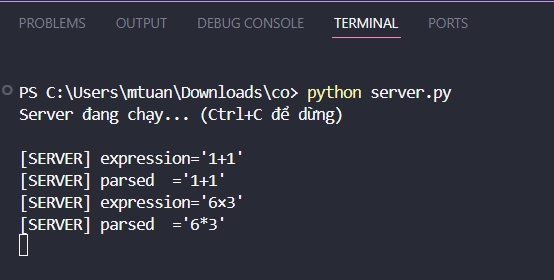 PROBLEMS OUTPUT DEBUG CONSOLE TERMINAL PORTS
PS C:\Users\mtuan\Downloads\co> python server.py
Server đang chạy... (Ctrl+C để dừng)
[SERVER] expression='1+1'
[SERVER] parsed  ='1+1'
[SERVER] expression='6×3'
[SERVER] parsed  ='6*3'